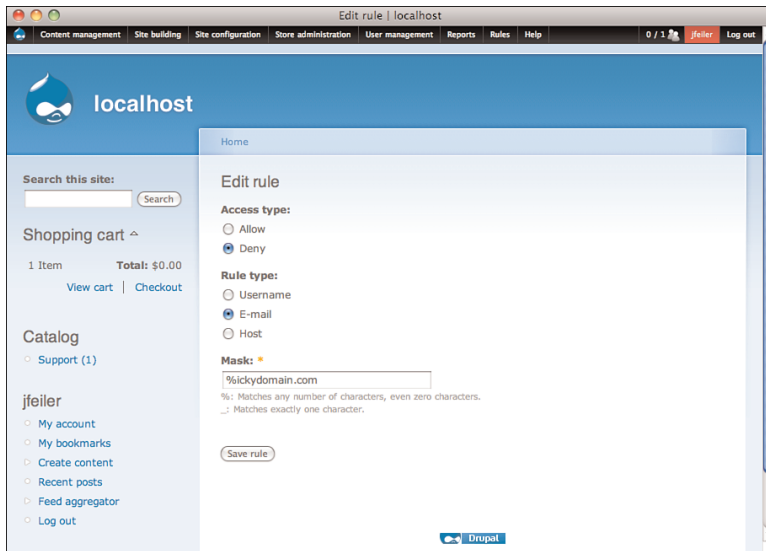 Edit rule | localhost
Content management Site building Site configuration Store administration User management Reports Rules Help 0 / 1 jfeiler Log out
localhost
Home
Search this site:
Search
Shopping cart
1 Item Total: $0.00
View cart | Checkout
Catalog
Support (1)
jfeiler
My account
My bookmarks
Create content
Recent posts
Feed aggregator
Log out
Edit rule
Access type:
Allow
Deny
Rule type:
Username
E-mail
Host
Mask: *
%ickydomain.com
%: Matches any number of characters, even zero characters.
_: Matches exactly one character.
Save rule
Drupal